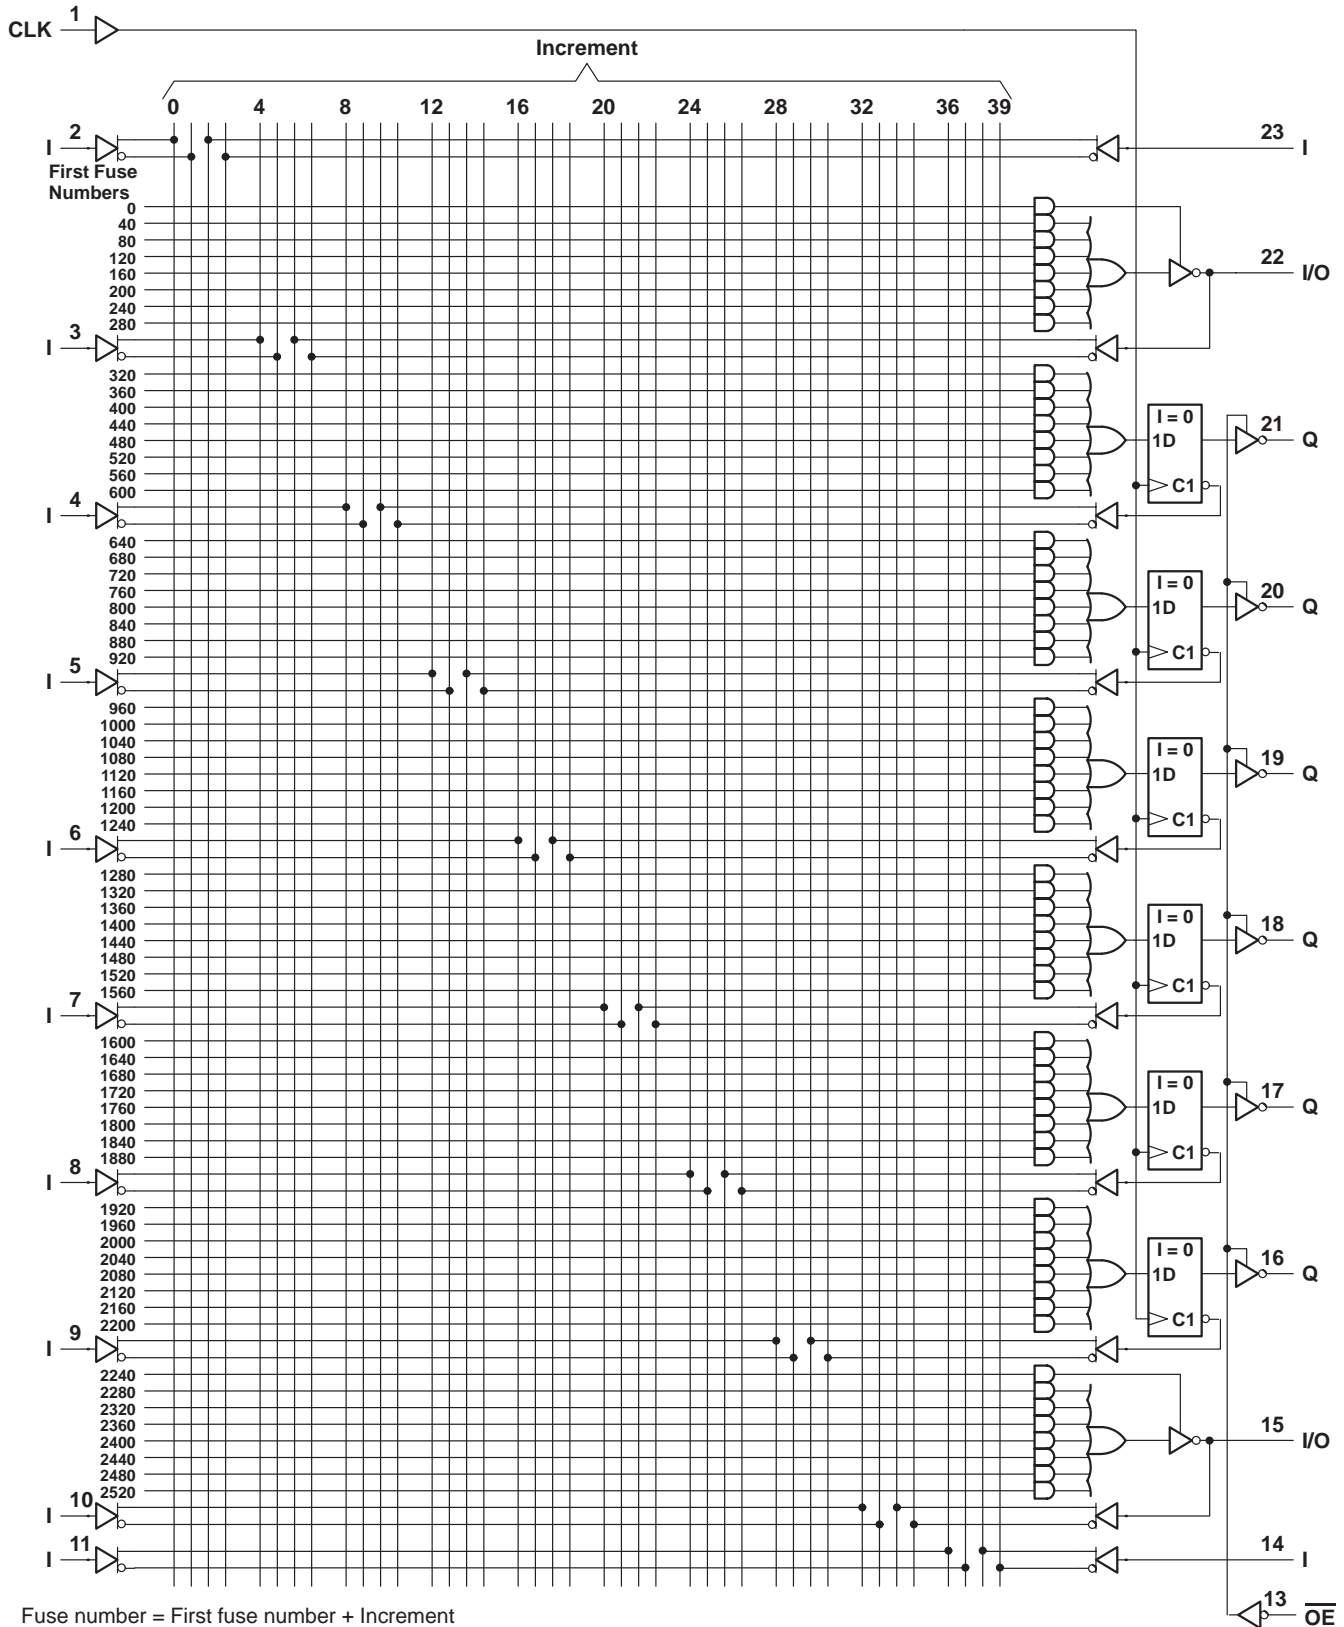 1
CLK
Increment
0 4 8 12 16 20 24 28 32 36 39
2
I
23
I
First Fuse
Numbers
0
40
80
120
160
200
240
280
22
I/O
3
I
320
360
400
440
480
520
560
600
I = 0
1D
C1
21
Q
4
I
640
680
720
760
800
840
880
920
I = 0
1D
C1
20
Q
5
I
960
1000
1040
1080
1120
1160
1200
1240
I = 0
1D
C1
19
Q
6
I
1280
1320
1360
1400
1440
1480
1520
1560
I = 0
1D
C1
18
Q
7
I
1600
1640
1680
1720
1760
1800
1840
1880
I = 0
1D
C1
17
Q
8
I
1920
1960
2000
2040
2080
2120
2160
2200
I = 0
1D
C1
16
Q
9
I
2240
2280
2320
2360
2400
2440
2480
2520
15
I/O
10
I
11
I
14
I
13
OE
Fuse number = First fuse number + Increment